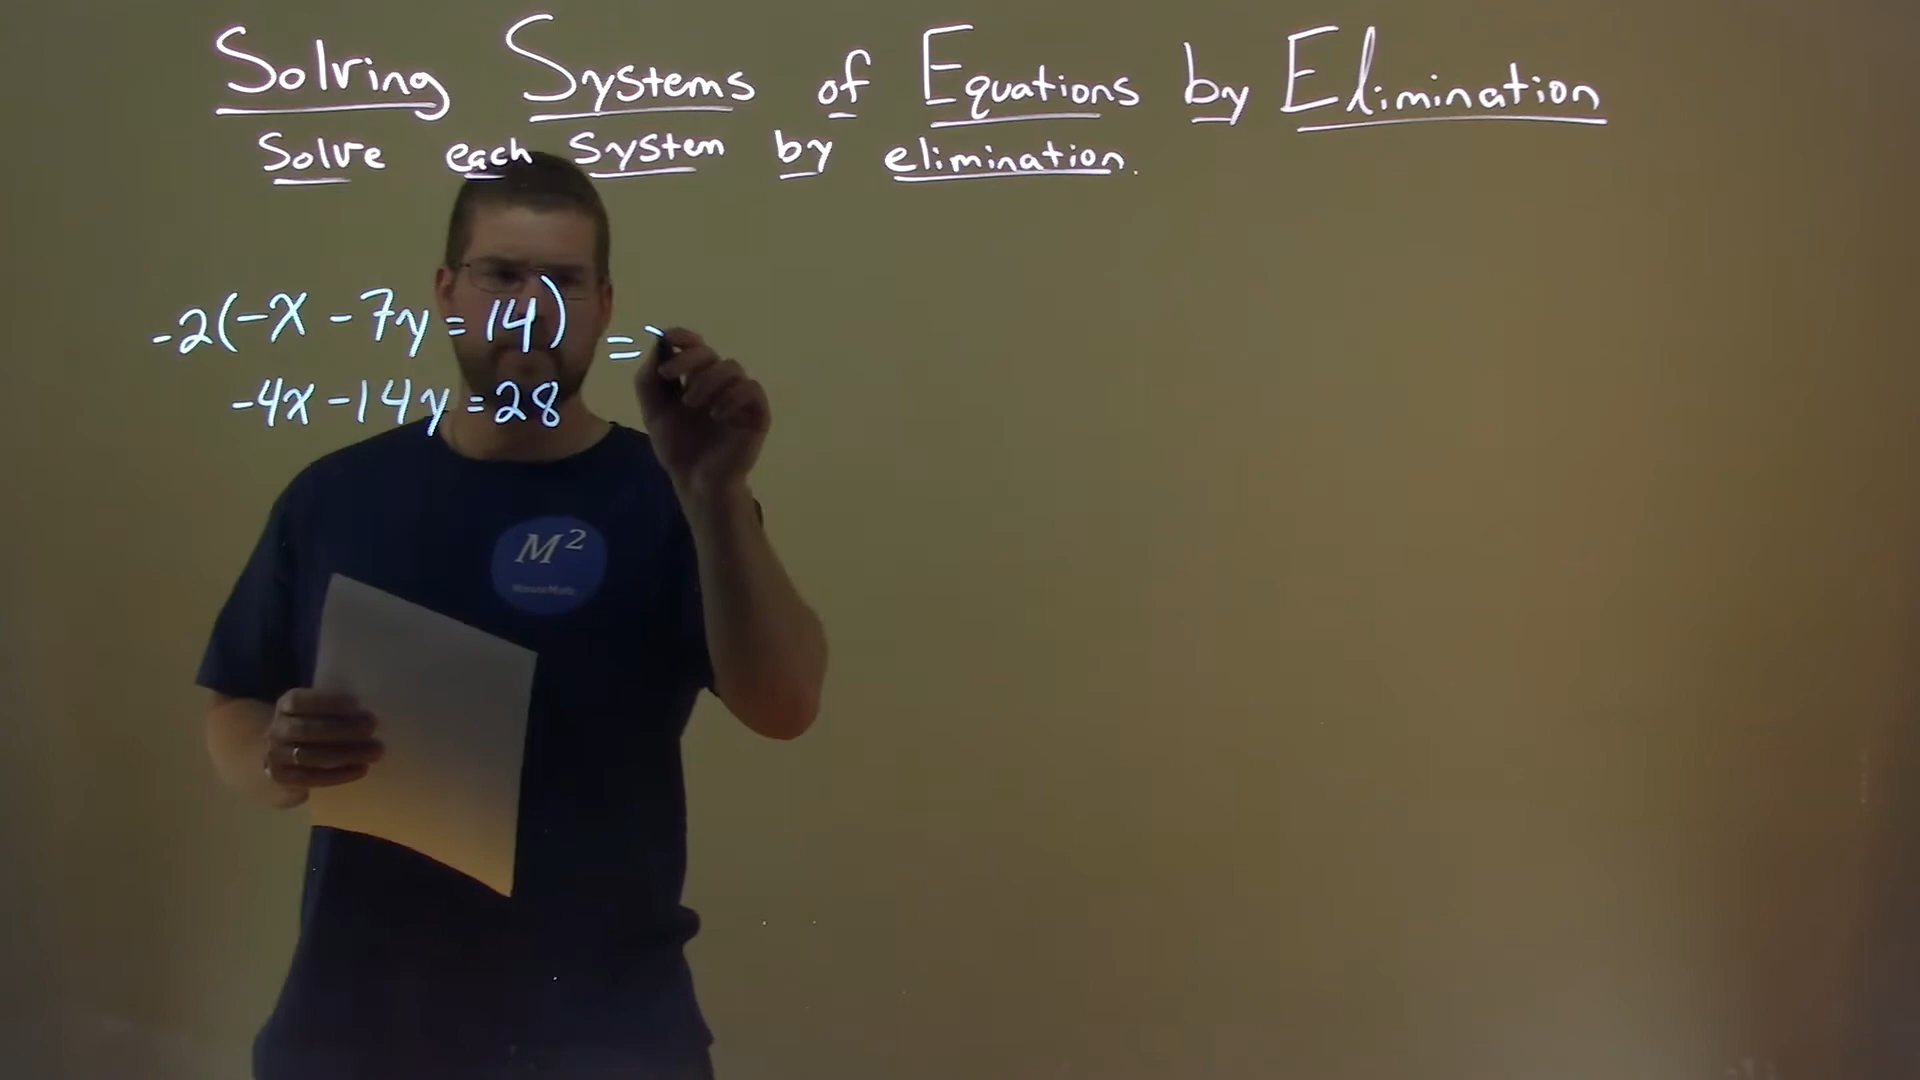 Solving Systems of Equations by Elimination
Solve each system by elimination.
-2(-x - 7y = 14) =
-4x - 14y = 28
M²